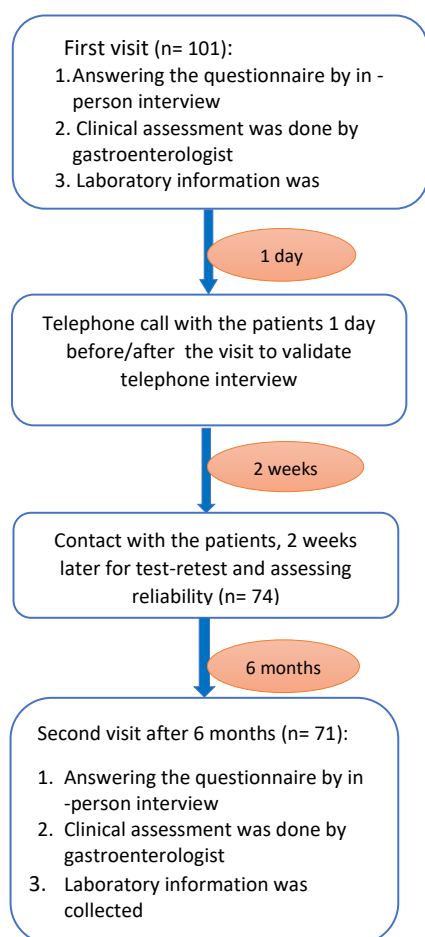 First visit (n= 101):
1.Answering the questionnaire by in -
person interview
2. Clinical assessment was done by
gastroenterologist
3. Laboratory information was
1 day
Telephone call with the patients 1 day
before/after the visit to validate
telephone interview
2 weeks
Contact with the patients, 2 weeks
later for test-retest and assessing
reliability (n= 74)
6 months
Second visit after 6 months (n= 71):
1. Answering the questionnaire by in
-person interview
2. Clinical assessment was done by
gastroenterologist
3. Laboratory information was
collected